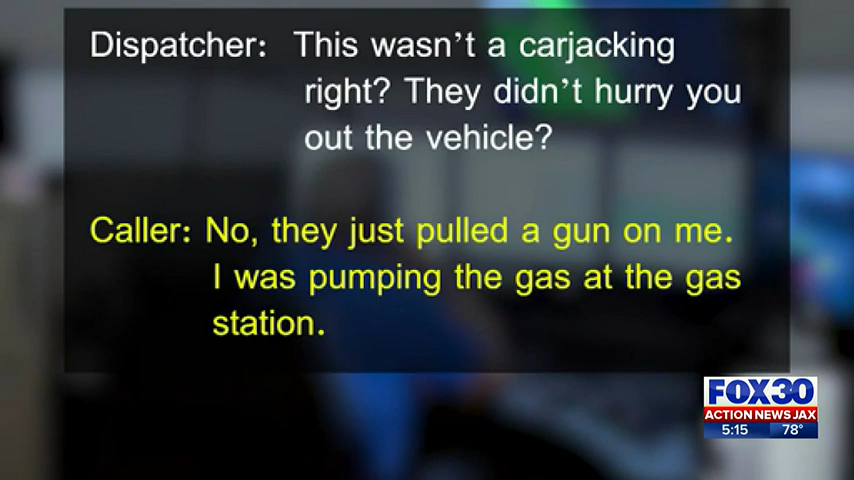 Dispatcher: This wasn't a carjacking
right? They didn't hurry you
out the vehicle?
Caller: No, they just pulled a gun on me.
I was pumping the gas at the gas
station.
FOX30
ACTION NEWS JAX
5:15 78°